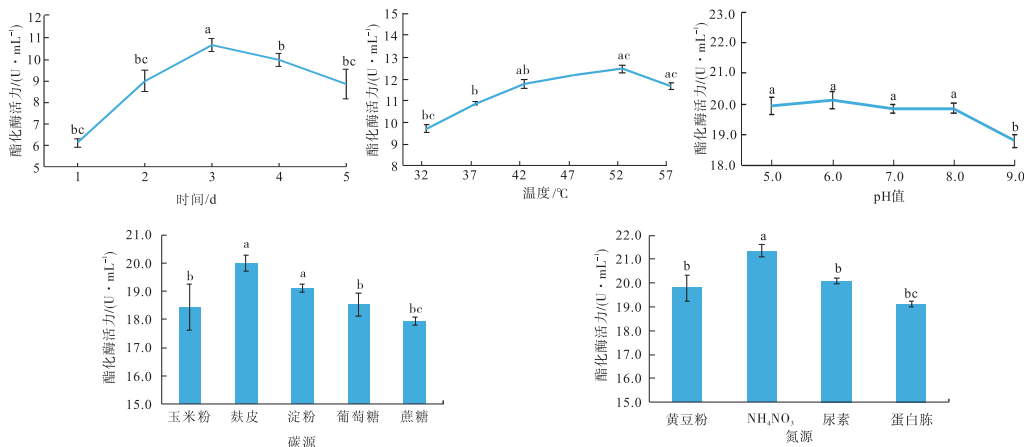 酯化酶活力/(U·mL⁻¹)
12
11
10
9
8
7
6
5
bc
bc
a
b
bc
1 2 3 4 5
时间/d
酯化酶活力/(U·mL⁻¹)
15
14
13
12
11
10
9
8
bc
b
ab
ac
ac
32 37 42 47 52 57
温度/℃
酯化酶活力/(U·mL⁻¹)
23.0
22.0
21.0
20.0
19.0
18.0
a
a
a
a
b
5.0 6.0 7.0 8.0 9.0
pH值
酯化酶活力/(U·mL⁻¹)
21.0
20.0
19.0
18.0
17.0
16.0
15.0
b
a
a
b
bc
玉米粉 麸皮 淀粉 葡萄糖 蔗糖
碳源
酯化酶活力/(U·mL⁻¹)
22.0
21.0
20.0
19.0
18.0
17.0
16.0
15.0
b
a
b
bc
黄豆粉 NH₄NO₃ 尿素 蛋白胨
氮源